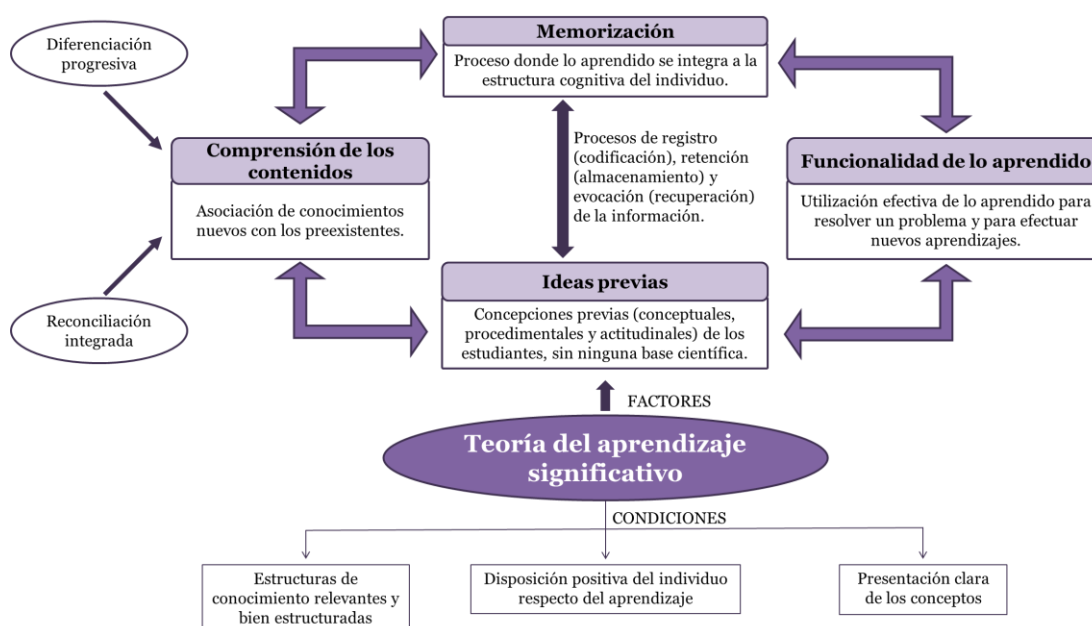 Diferenciación
progresiva
Memorización
Proceso donde lo aprendido se integra a la
estructura cognitiva del individuo.
Comprensión de los
contenidos
Asociación de conocimientos
nuevos con los preexistentes.
Procesos de registro
(codificación), retención
(almacenamiento) y
evocación (recuperación)
de la información.
Funcionalidad de lo aprendido
Utilización efectiva de lo aprendido para
resolver un problema y para efectuar
nuevos aprendizajes.
Reconciliación
integrada
Ideas previas
Concepciones previas (conceptuales,
procedimentales y actitudinales) de los
estudiantes, sin ninguna base científica.
FACTORES
Teoría del aprendizaje
significativo
CONDICIONES
Estructuras de
conocimiento relevantes y
bien estructuradas
Disposición positiva del individuo
respecto del aprendizaje
Presentación clara
de los conceptos